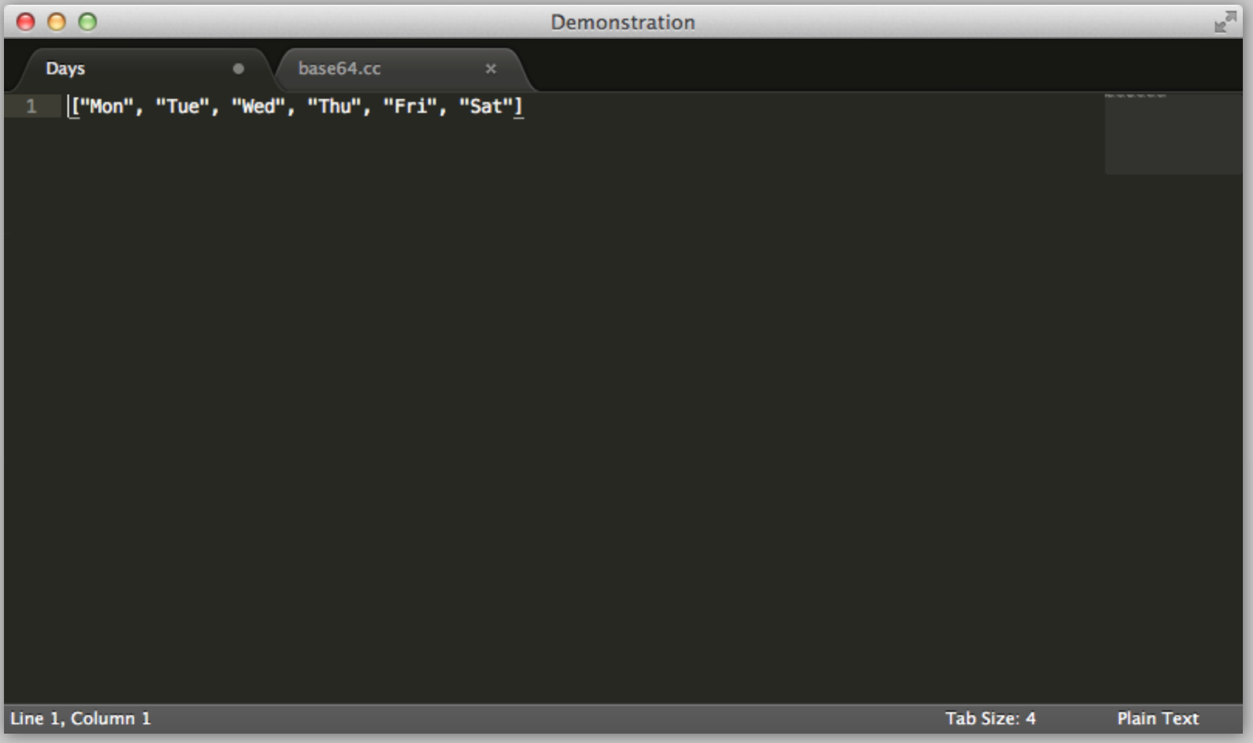 Demonstration
Days base64.cc ×
1 ["Mon", "Tue", "Wed", "Thu", "Fri", "Sat"]
Line 1, Column 1 Tab Size: 4 Plain Text